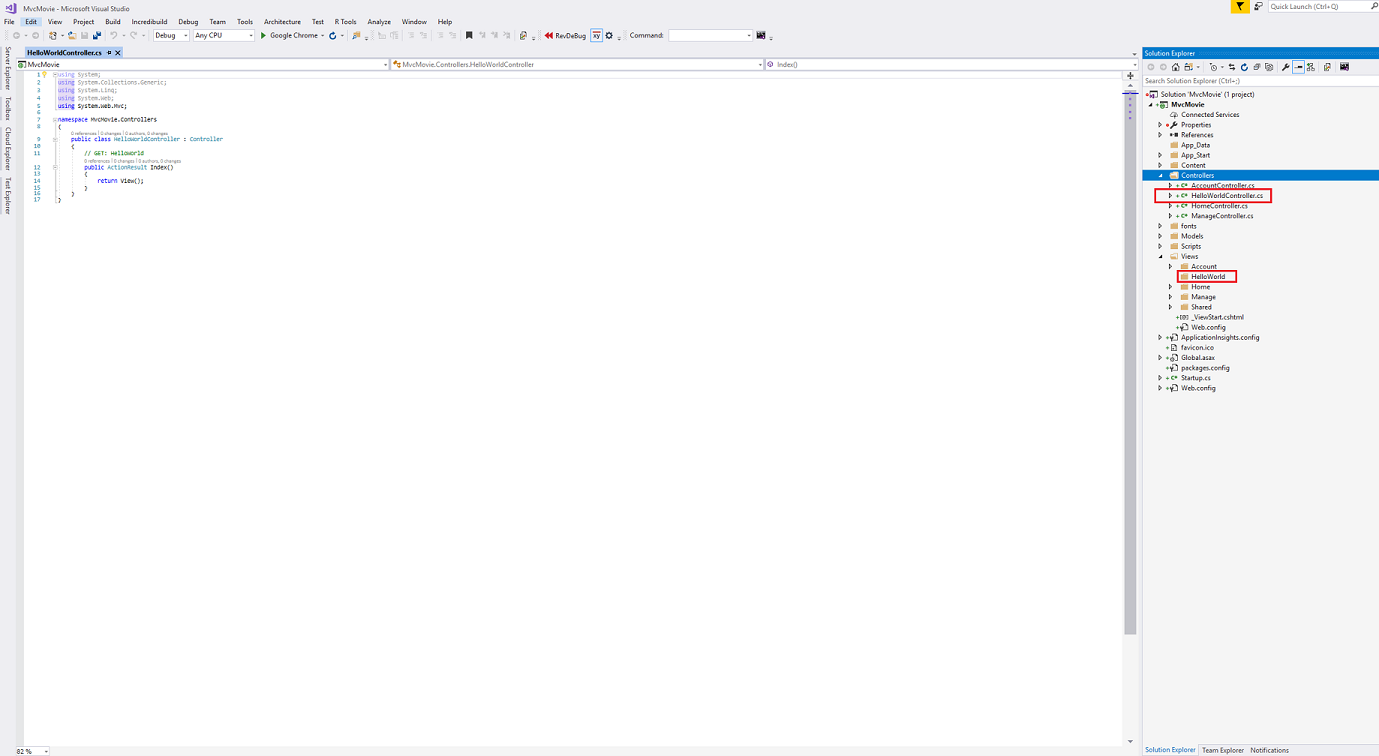 MvcMovie - Microsoft Visual Studio
Quick Launch (Ctrl+Q)
File Edit View Project Build Incredibuild Debug Team Tools Architecture Test R Tools Analyze Window Help
Debug Any CPU Google Chrome RevDeBug xy Command:
Server Explorer
Toolbox
Cloud Explorer
Test Explorer
HelloWorldController.cs
MvcMovie MvcMovie.Controllers.HelloWorldController Index()
1 using System;
2 using System.Collections.Generic;
3 using System.Linq;
4 using System.Web;
5 using System.Web.Mvc;
6
7 namespace MvcMovie.Controllers
8 {
0 references | 0 changes | 0 authors, 0 changes
9 public class HelloWorldController : Controller
10 {
11 // GET: HelloWorld
0 references | 0 changes | 0 authors, 0 changes
12 public ActionResult Index()
13 {
14 return View();
15 }
16 }
17 }
82 %
Solution Explorer
Search Solution Explorer (Ctrl+;)
Solution 'MvcMovie' (1 project)
MvcMovie
Connected Services
Properties
References
App_Data
App_Start
Content
Controllers
AccountController.cs
HelloWorldController.cs
HomeController.cs
ManageController.cs
fonts
Models
Scripts
Views
Account
HelloWorld
Home
Manage
Shared
_ViewStart.cshtml
Web.config
ApplicationInsights.config
favicon.ico
Global.asax
packages.config
Startup.cs
Web.config
Solution Explorer Team Explorer Notifications